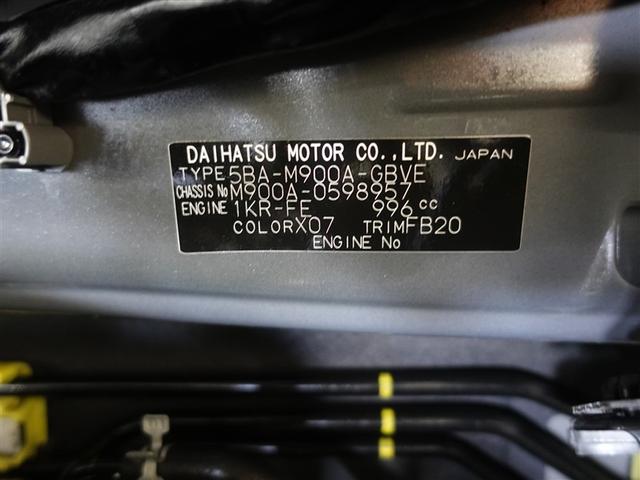 DAIHATSU MOTOR CO.,LTD. JAPAN
TYPE 5BA-M900A-GBVE
CHASSIS No M900A-0598957
ENGINE 1KR-FE 996 cc
COLOR X07 TRIM FB20
ENGINE No